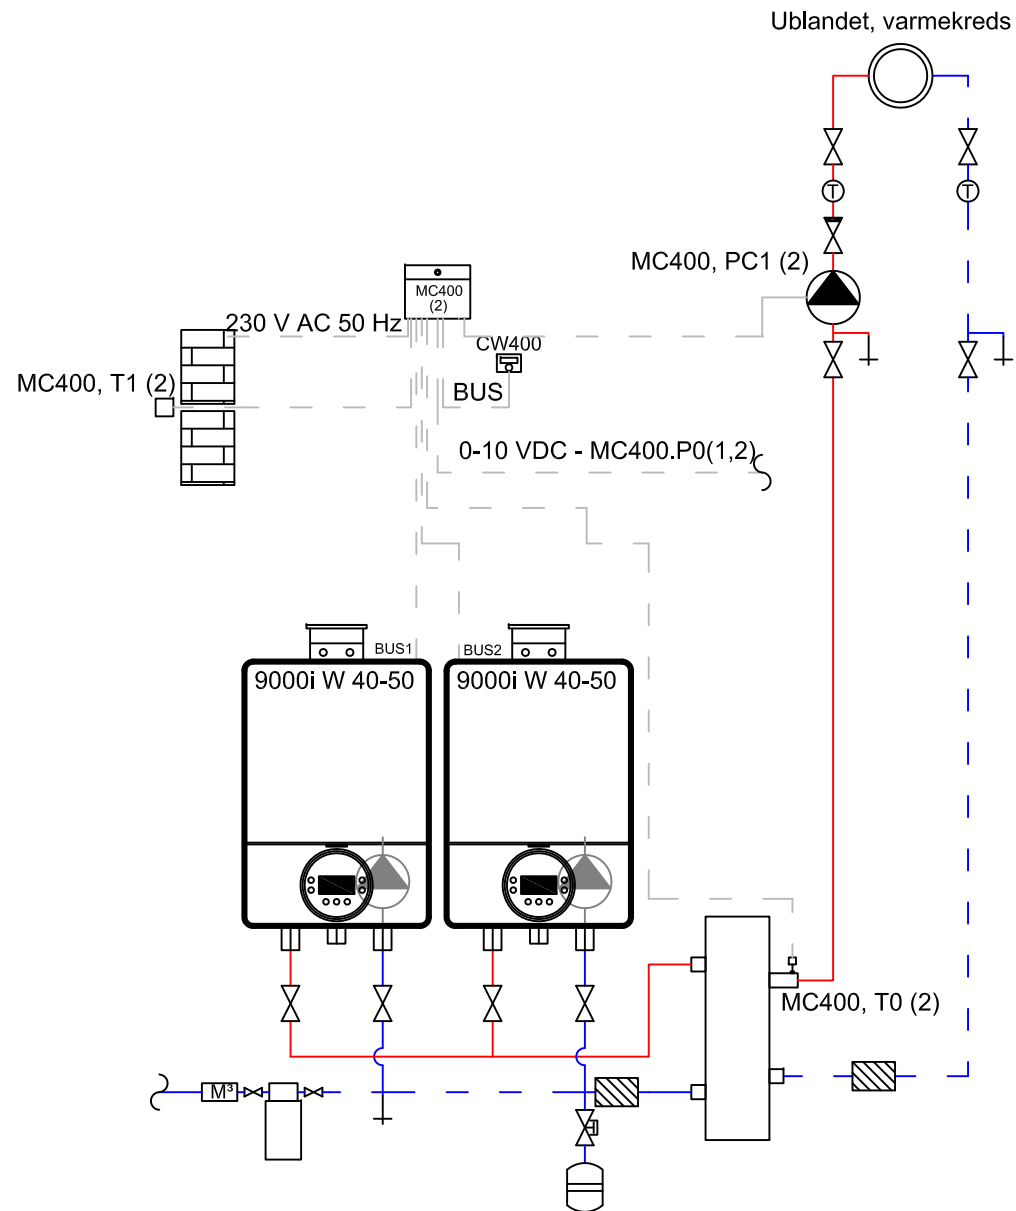 Ublandet, varmekreds
T
T
MC400, PC1 (2)
MC400
(2)
230 V AC 50 Hz
CW400
MC400, T1 (2)
BUS
0-10 VDC - MC400.P0(1,2)
BUS1
BUS2
9000i W 40-50
9000i W 40-50
MC400, T0 (2)
M³